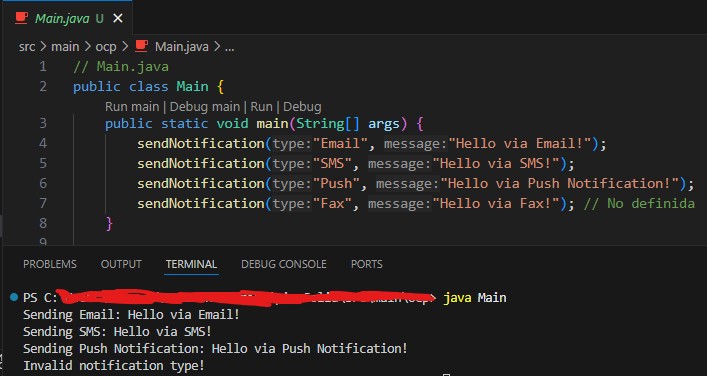 Main.java U
src > main > ocp > Main.java > ...
1 // Main.java
2 public class Main {
Run main | Debug main | Run | Debug
3 public static void main(String[] args) {
4 sendNotification(type:"Email", message:"Hello via Email!");
5 sendNotification(type:"SMS", message:"Hello via SMS!");
6 sendNotification(type:"Push", message:"Hello via Push Notification!");
7 sendNotification(type:"Fax", message:"Hello via Fax!"); // No definida
8 }
9
PROBLEMS OUTPUT TERMINAL DEBUG CONSOLE PORTS
PS C: \main\ocp> java Main
Sending Email: Hello via Email!
Sending SMS: Hello via SMS!
Sending Push Notification: Hello via Push Notification!
Invalid notification type!